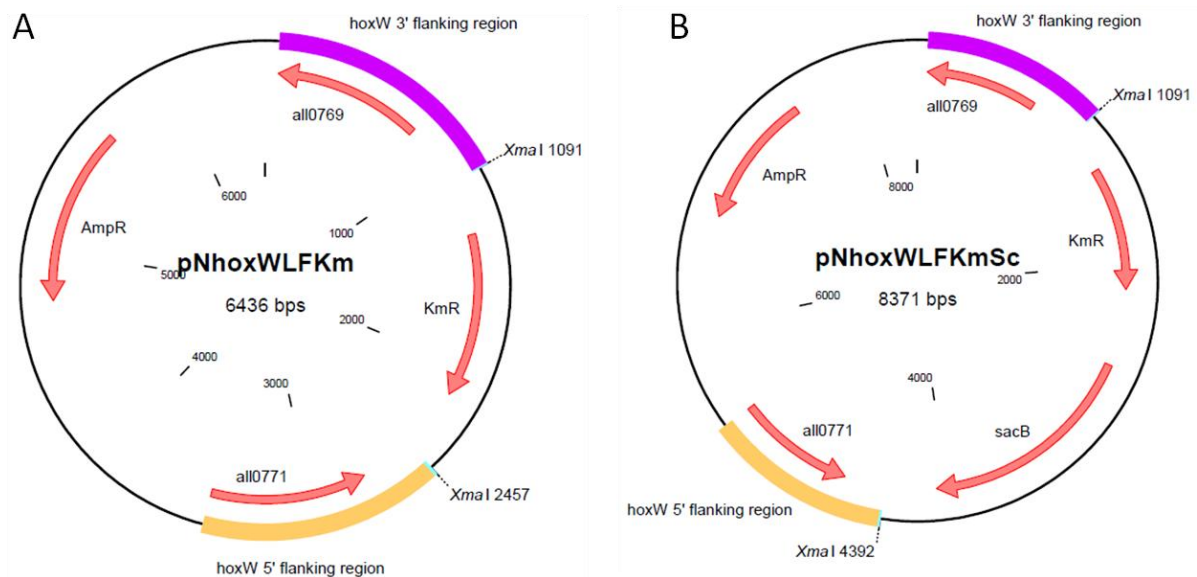 A
hoxW 3' flanking region
all0769
XmaI 1091
6000
1000
AmpR
pNhoxWLFKm
5000
6436 bps
KmR
2000
4000
3000
all0771
XmaI 2457
hoxW 5' flanking region
B
hoxW 3' flanking region
XmaI 1091
all0769
AmpR
8000
KmR
pNhoxWLFKmSc
2000
6000
8371 bps
4000
all0771
sacB
hoxW 5' flanking region
XmaI 4392